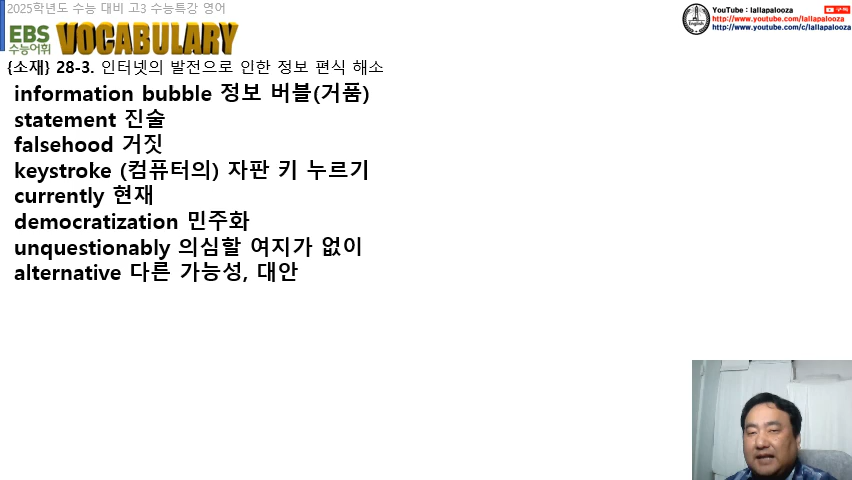 2025학년도 수능 대비 고3 수능특강 영어
EBS
수능어휘
VOCABULARY
YouTube : lallapalooza
구독
http://www.youtube.com/lallapalooza
http://www.youtube.com/c/lallapalooza
English
{소재} 28-3. 인터넷의 발전으로 인한 정보 편식 해소
information bubble 정보 버블(거품)
statement 진술
falsehood 거짓
keystroke (컴퓨터의) 자판 키 누르기
currently 현재
democratization 민주화
unquestionably 의심할 여지가 없이
alternative 다른 가능성, 대안